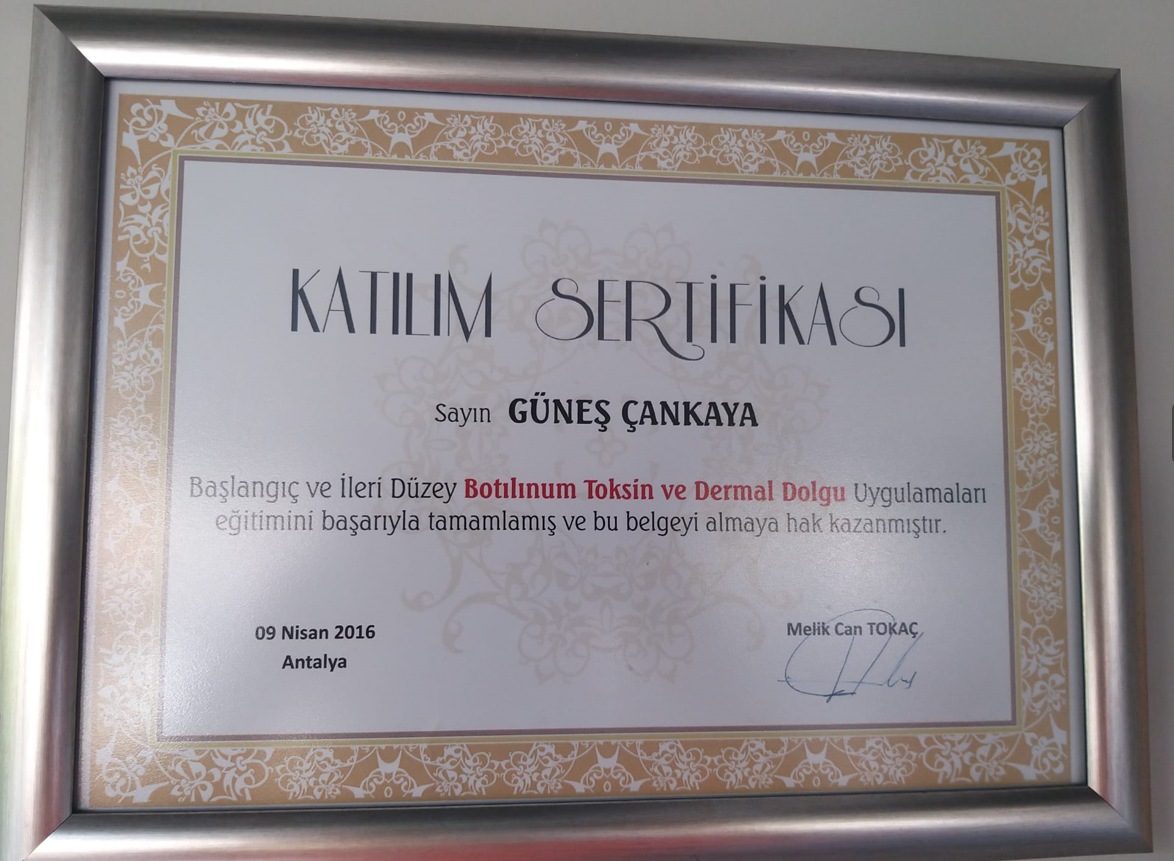 KATILIM SERTİFİKASI
Sayın GÜNEŞ ÇANKAYA
Başlangıç ve İleri Düzey Botılınum Toksin ve Dermal Dolgu Uygulamaları
eğitimini başarıyla tamamlamış ve bu belgeyi almaya hak kazanmıştır.
09 Nisan 2016
Antalya
Melik Can TOKAÇ